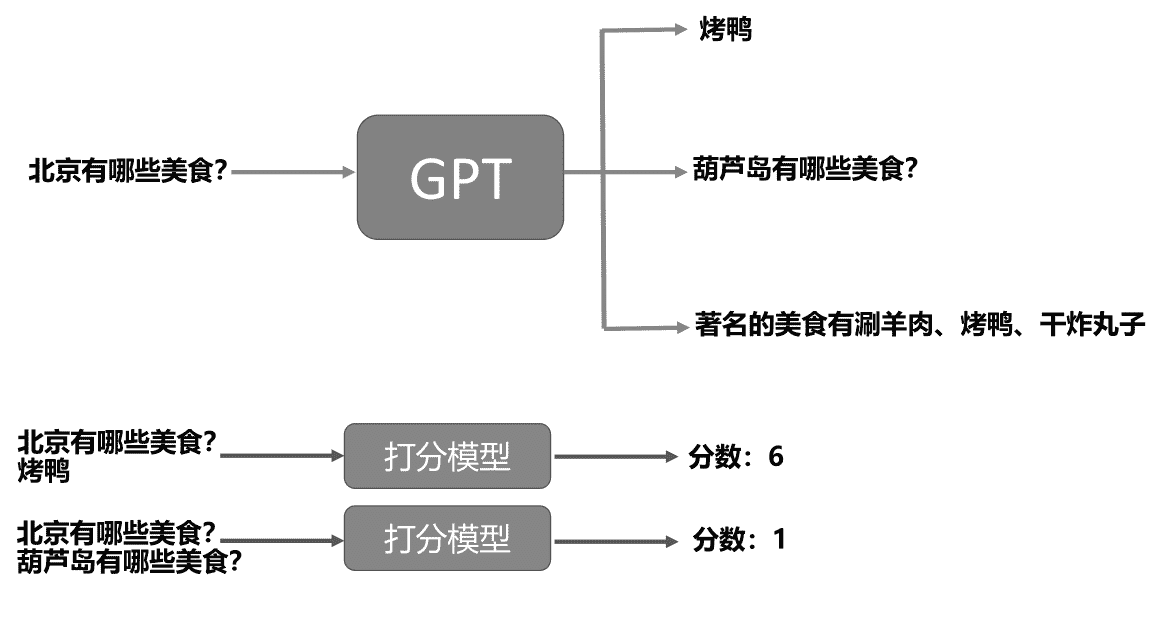 烤鸭
北京有哪些美食？
GPT
葫芦岛有哪些美食？
著名的美食有涮羊肉、烤鸭、干炸丸子
北京有哪些美食？
烤鸭
打分模型
分数：6
北京有哪些美食？
葫芦岛有哪些美食？
打分模型
分数：1